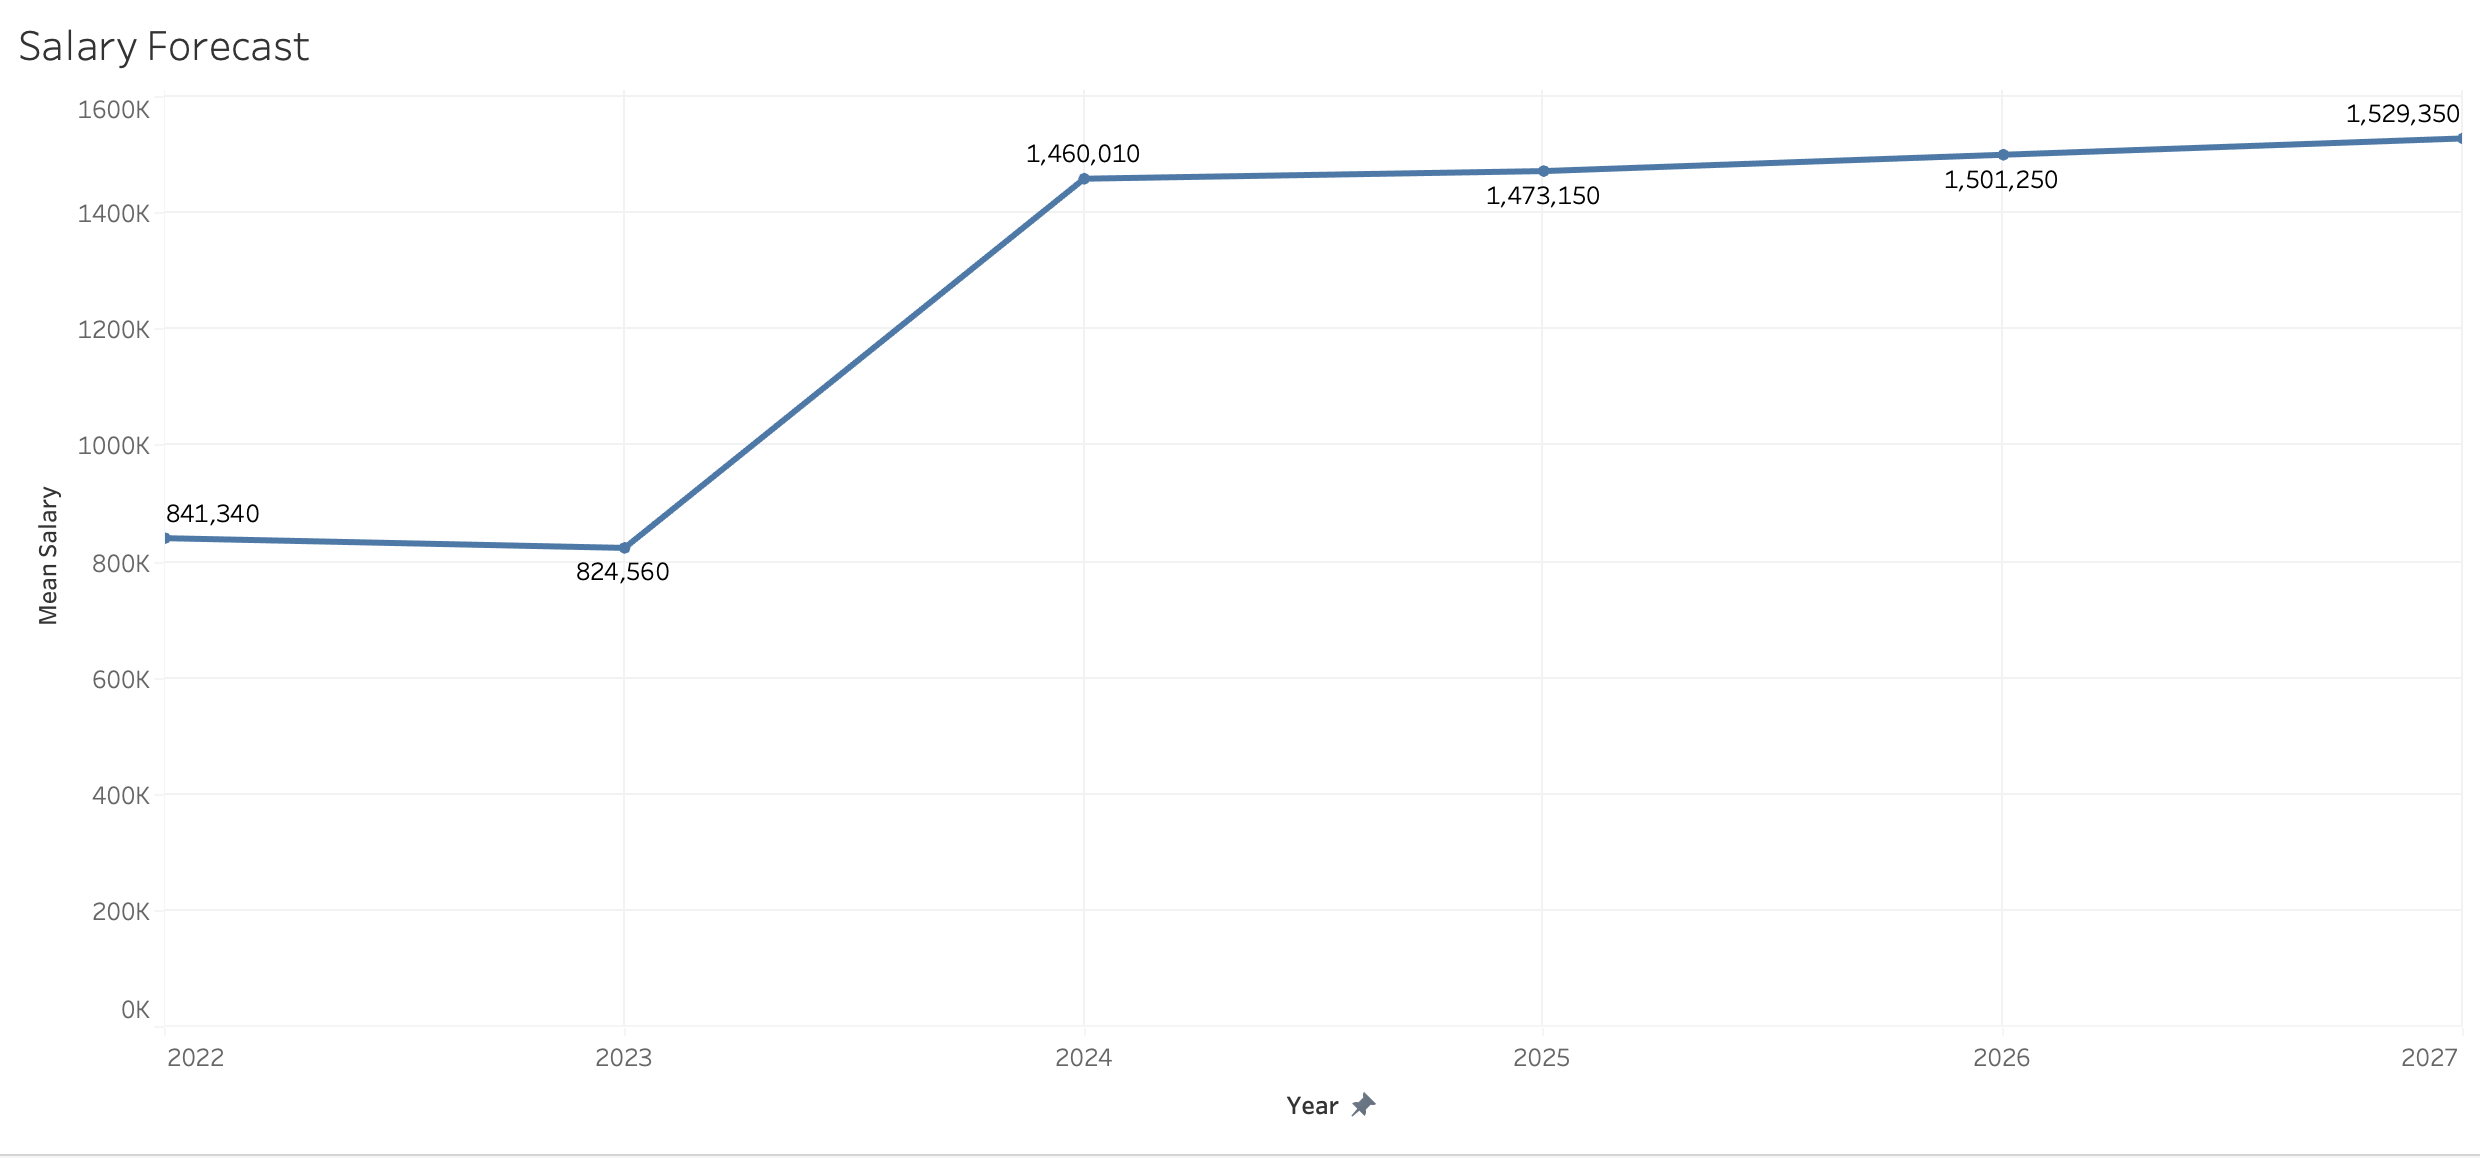 Salary Forecast
1600K
1400K
1200K
1000K
800K
600K
400K
200K
0K
Mean Salary
841,340
824,560
1,460,010
1,473,150
1,501,250
1,529,350
2022
2023
2024
2025
2026
2027
Year